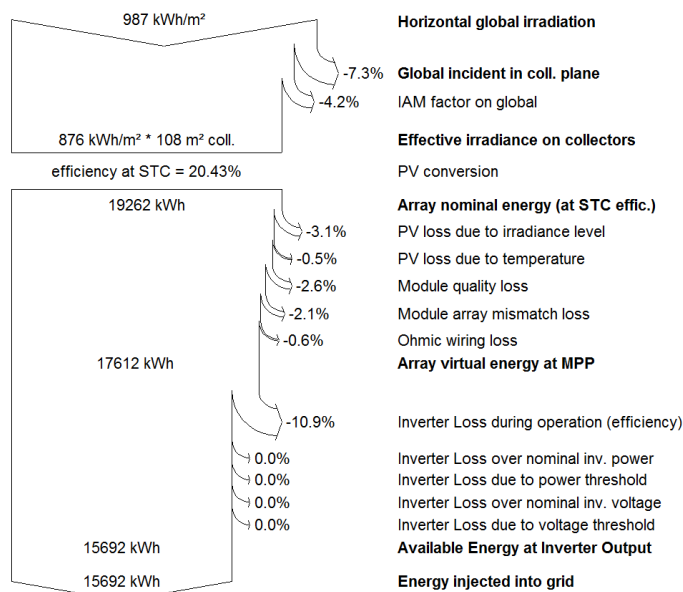 987 kWh/m² Horizontal global irradiation
-7.3% Global incident in coll. plane
-4.2% IAM factor on global
876 kWh/m² * 108 m² coll. Effective irradiance on collectors
efficiency at STC = 20.43% PV conversion
19262 kWh Array nominal energy (at STC effic.)
-3.1% PV loss due to irradiance level
-0.5% PV loss due to temperature
-2.6% Module quality loss
-2.1% Module array mismatch loss
-0.6% Ohmic wiring loss
17612 kWh Array virtual energy at MPP
-10.9% Inverter Loss during operation (efficiency)
0.0% Inverter Loss over nominal inv. power
0.0% Inverter Loss due to power threshold
0.0% Inverter Loss over nominal inv. voltage
0.0% Inverter Loss due to voltage threshold
15692 kWh Available Energy at Inverter Output
15692 kWh Energy injected into grid